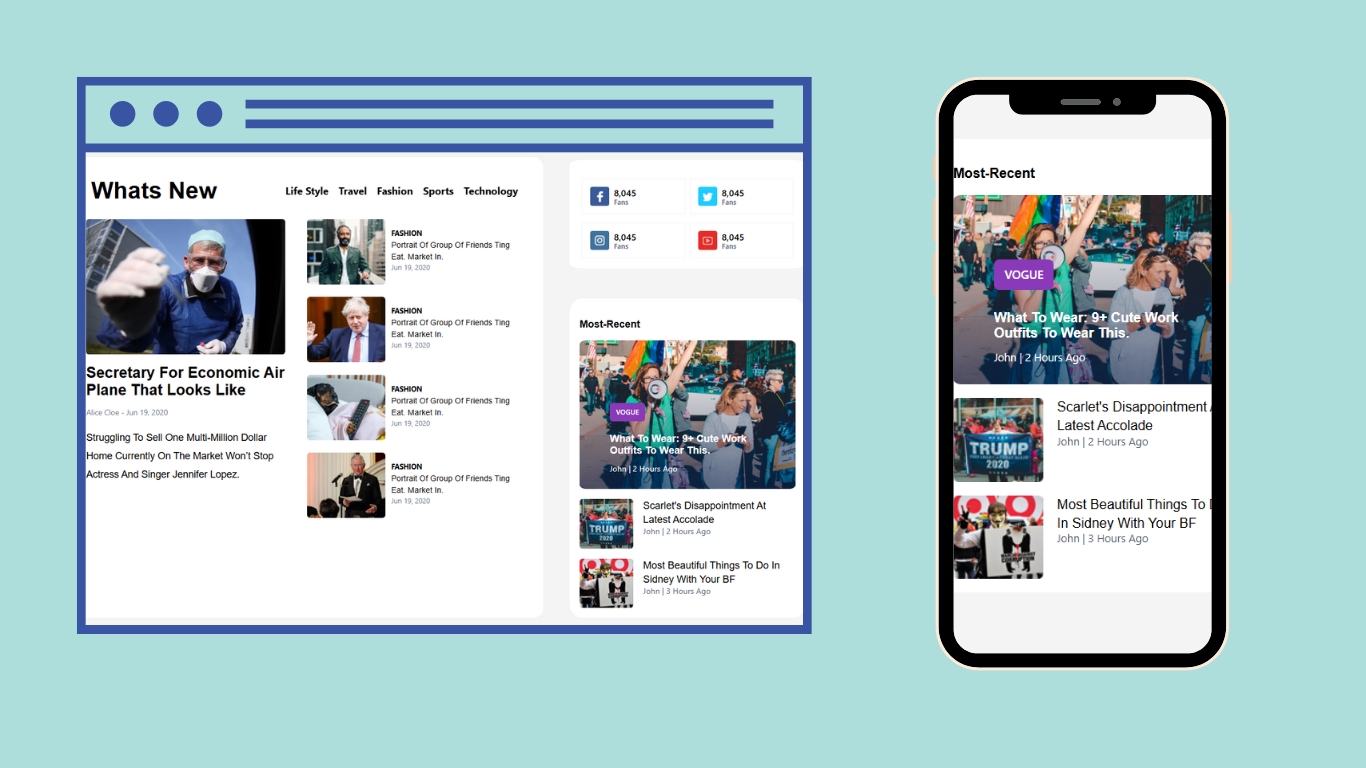 Whats New
Life Style Travel Fashion Sports Technology
Secretary For Economic Air
Plane That Looks Like
Alice Cloe - Jun 19, 2020
Struggling To Sell One Multi-Million Dollar
Home Currently On The Market Won't Stop
Actress And Singer Jennifer Lopez.
FASHION
Portrait Of Group Of Friends Ting
Eat. Market In.
Jun 19, 2020
FASHION
Portrait Of Group Of Friends Ting
Eat. Market In.
Jun 19, 2020
FASHION
Portrait Of Group Of Friends Ting
Eat. Market In.
Jun 19, 2020
FASHION
Portrait Of Group Of Friends Ting
Eat. Market In.
Jun 19, 2020
8,045
Fans
8,045
Fans
8,045
Fans
8,045
Fans
Most-Recent
VOGUE
What To Wear: 9+ Cute Work
Outfits To Wear This.
John | 2 Hours Ago
TRUMP
2020
Scarlet's Disappointment At
Latest Accolade
John | 2 Hours Ago
Most Beautiful Things To Do In
Sidney With Your BF
John | 3 Hours Ago
Most-Recent
VOGUE
What To Wear: 9+ Cute Work
Outfits To Wear This.
John | 2 Hours Ago
TRUMP
2020
Scarlet's Disappointment
Latest Accolade
John | 2 Hours Ago
Most Beautiful Things To
In Sidney With Your BF
John | 3 Hours Ago